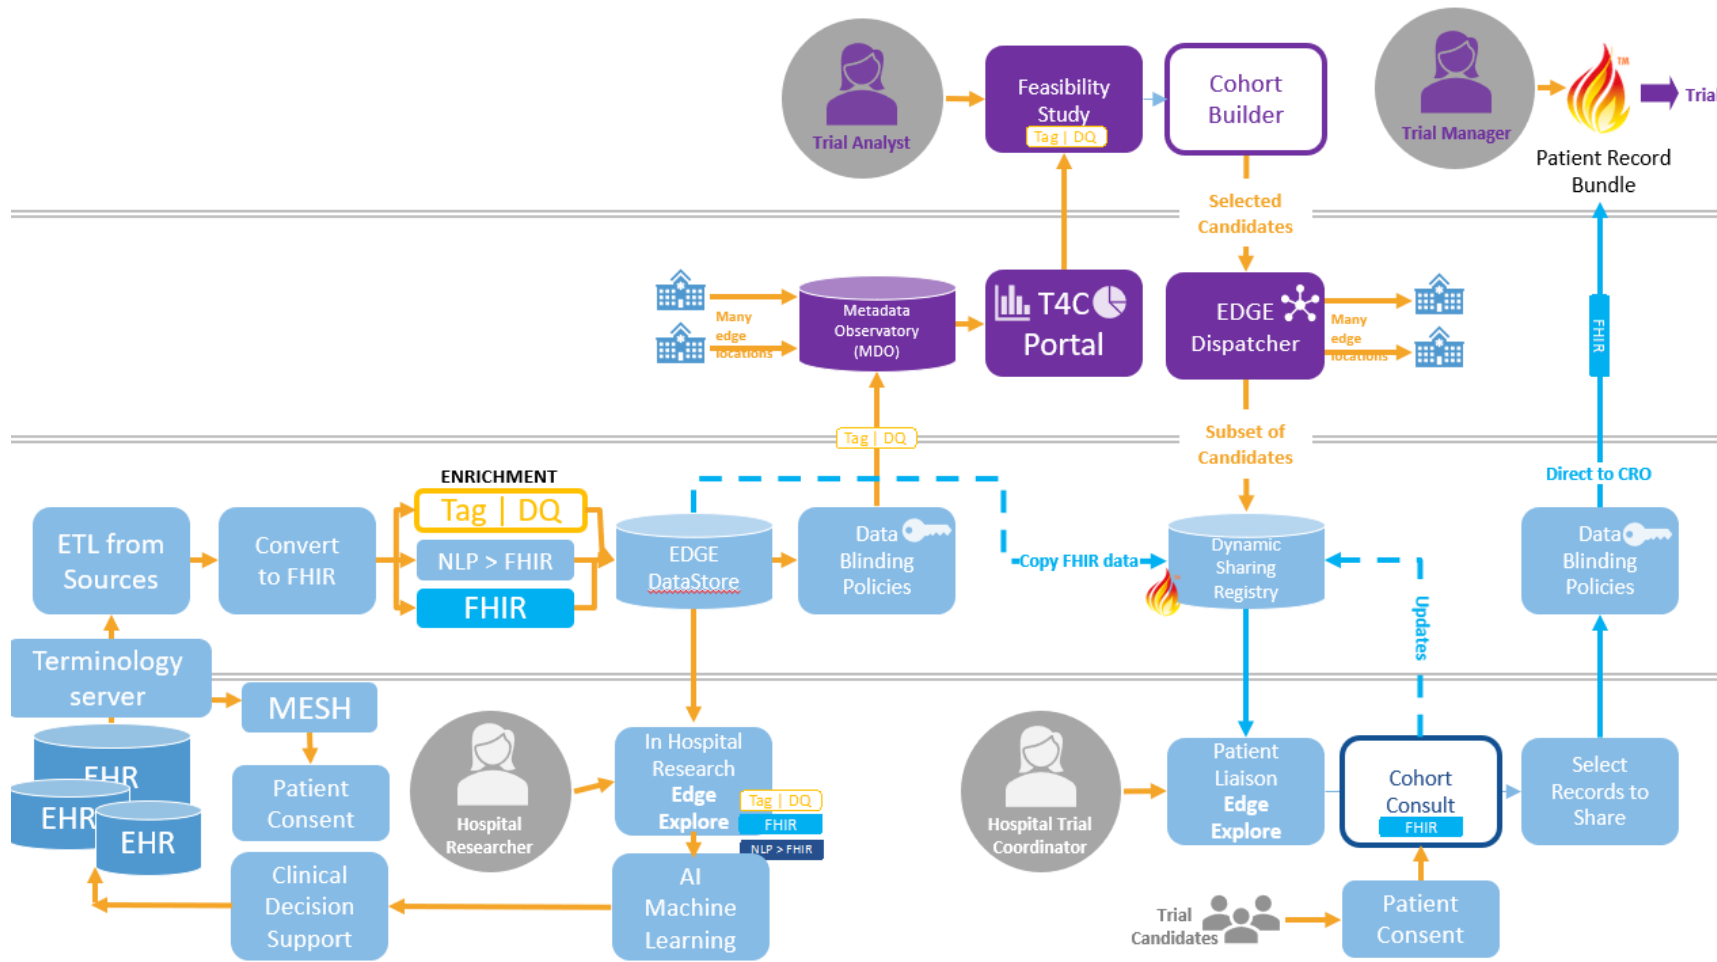 Trial Analyst
Feasibility
Study
Tag | DQ
Cohort
Builder
Trial Manager
TM
Trial
Patient Record
Bundle
Selected
Candidates
Many
edge
locations
Metadata
Observatory
(MDO)
T4C
Portal
EDGE
Dispatcher
Many
edge
locations
FHIR
Tag | DQ
Subset of
Candidates
Direct to CRO
ENRICHMENT
Tag | DQ
NLP > FHIR
FHIR
ETL from
Sources
Convert
to FHIR
EDGE
DataStore
Data
Blinding
Policies
Copy FHIR data
Dynamic
Sharing
Registry
Updates
Data
Blinding
Policies
Terminology
server
MESH
Patient
Consent
EHR
EHR
EHR
Clinical
Decision
Support
Hospital
Researcher
In Hospital
Research
Edge
Explore
Tag | DQ
FHIR
NLP > FHIR
AI
Machine
Learning
Hospital Trial
Coordinator
Patient
Liaison
Edge
Explore
Cohort
Consult
FHIR
Select
Records to
Share
Trial
Candidates
Patient
Consent